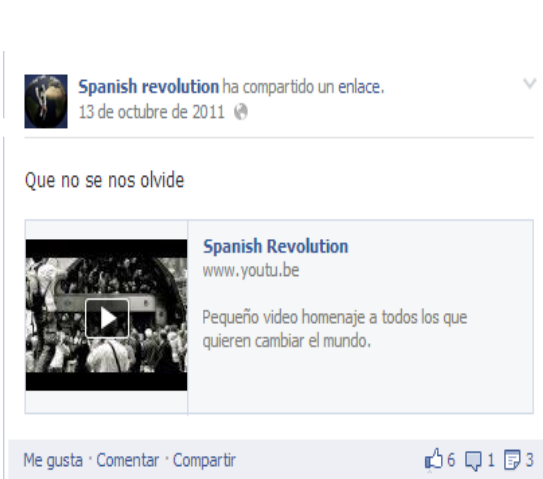 Spanish revolution ha compartido un enlace.
13 de octubre de 2011
Que no se nos olvide
Spanish Revolution
www.youtu.be
Pequeño video homenaje a todos los que
quieren cambiar el mundo.
Me gusta · Comentar · Compartir 6 1 3